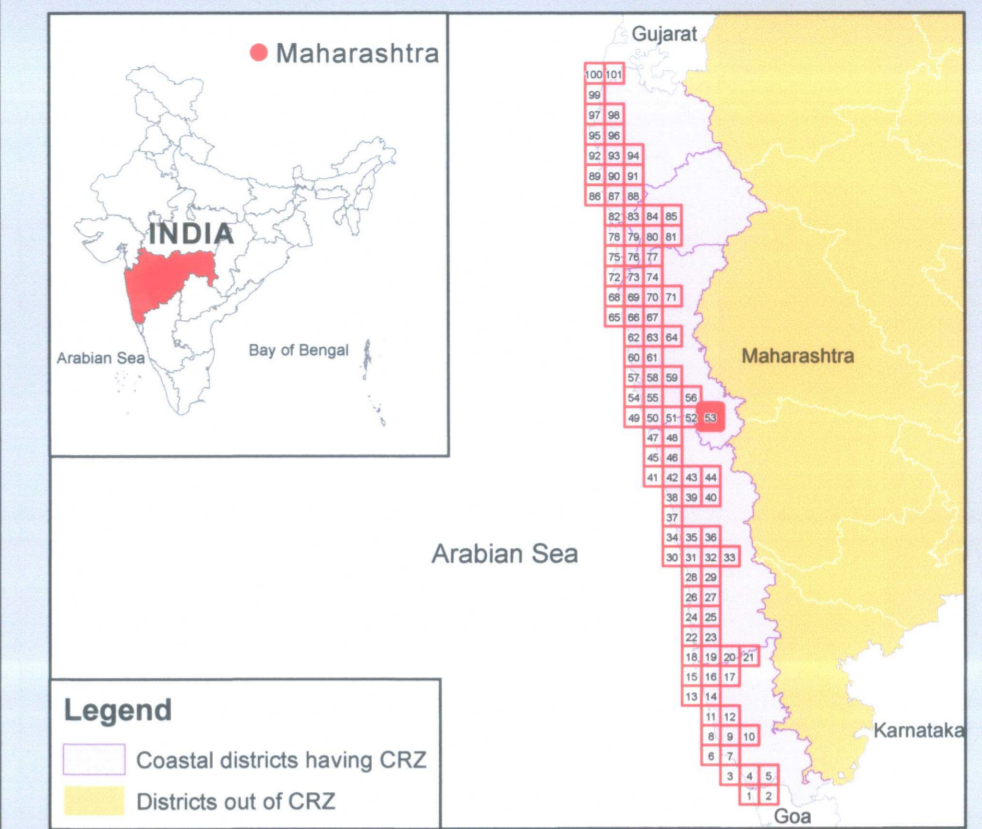 Maharashtra
INDIA
Arabian Sea
Bay of Bengal
Gujarat
100 101
99
97 98
95 96
92 93 94
89 90 91
86 87 88
82 83 84 85
78 79 80 81
75 76 77
72 73 74
68 69 70 71
65 66 67
62 63 64
60 61
Maharashtra
57 58 59
54 55 56
49 50 51 52 53
47 48
45 46
41 42 43 44
38 39 40
37
34 35 36
Arabian Sea
30 31 32 33
28 29
26 27
24 25
22 23
18 19 20 21
15 16 17
13 14
11 12
8 9 10
Karnataka
6 7
3 4 5
1 2
Goa
Legend
Coastal districts having CRZ
Districts out of CRZ